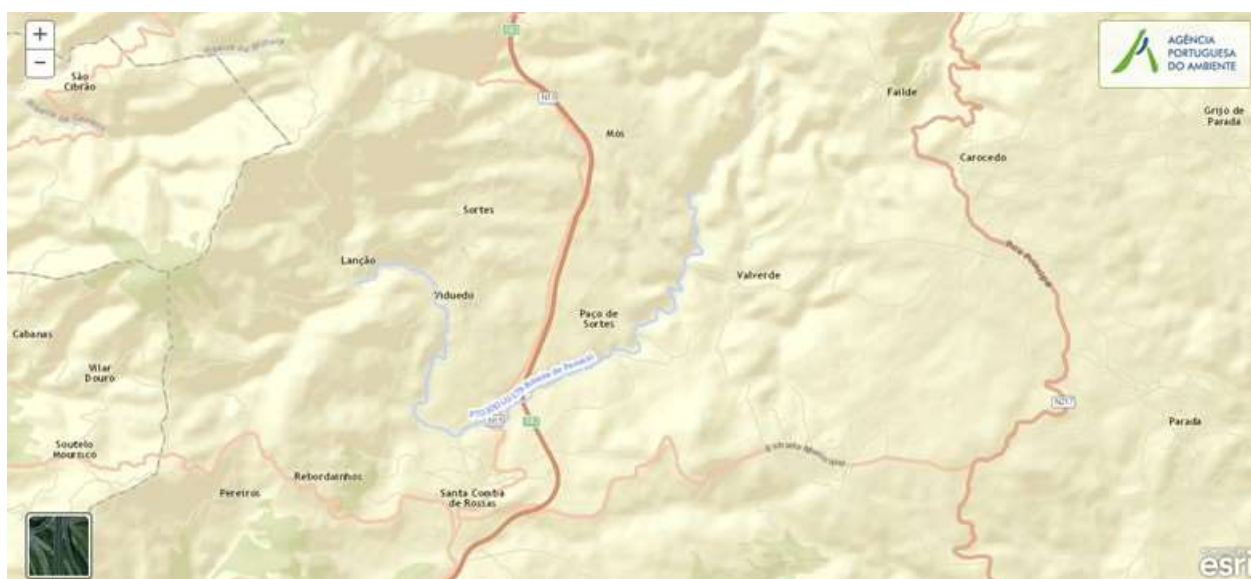 +
−
AGÊNCIA
PORTUGUESA
DO AMBIENTE
São
Cibrão
N15
Failde
Mós
Grijó de
Parada
Carocedo
Sortes
Lanção
Valverde
Viduedo
Paço de
Sortes
Cabanas
Vilar
Douro
N217
Parada
Soutelo
Mourisco
Estrada Municipal
Rebordainhos
Pereiros
Santa Comba
de Rossas
esri